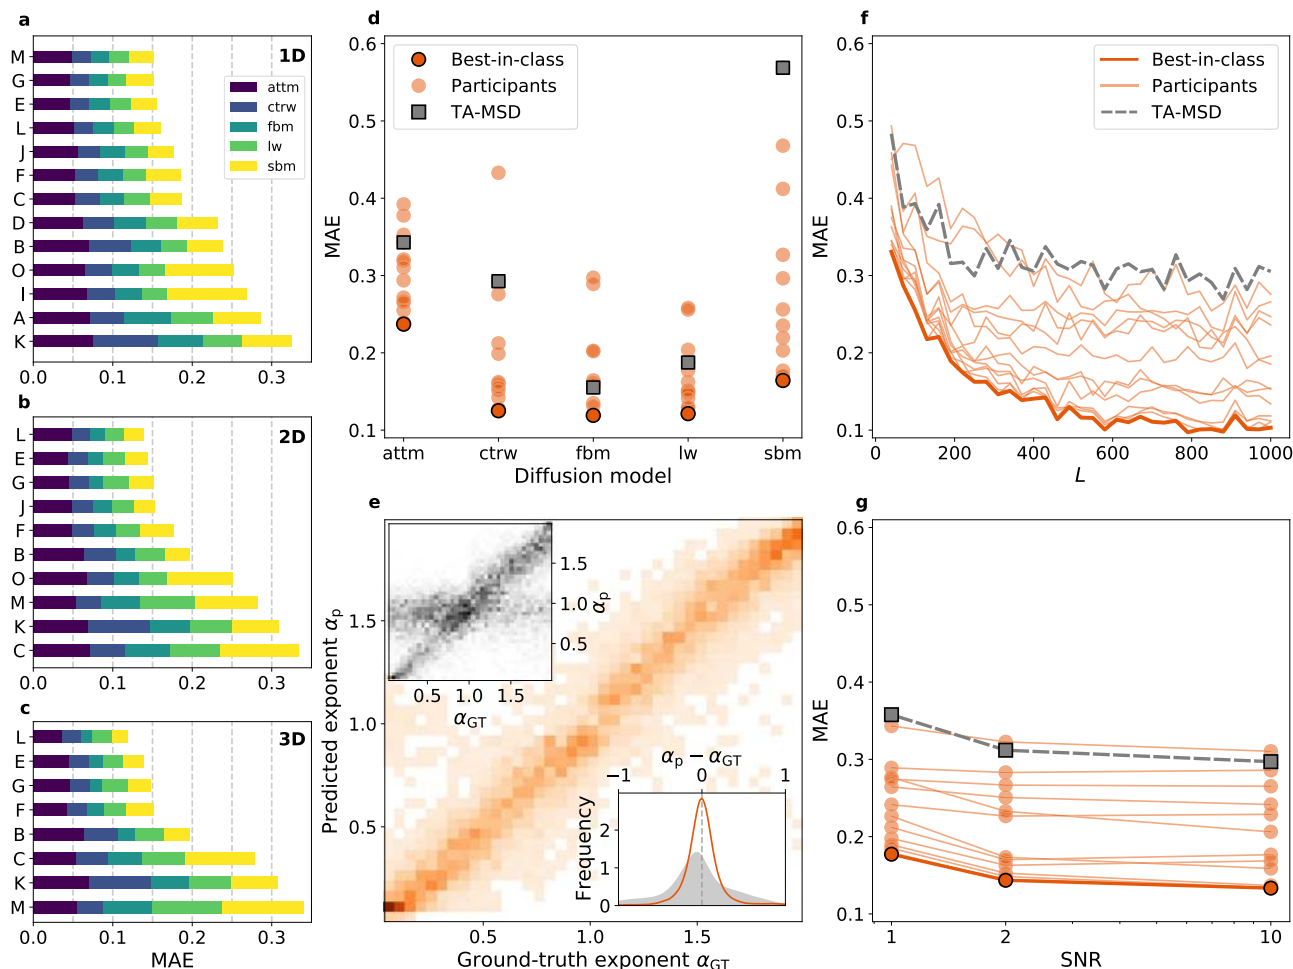 a
1D
M
G
E
L
J
F
C
D
B
O
I
A
K
attm
ctrw
fbm
lw
sbm
0.0 0.1 0.2 0.3
b
2D
L
E
G
J
F
B
O
M
K
C
0.0 0.1 0.2 0.3
c
3D
L
E
G
F
B
C
K
M
0.0 0.1 0.2 0.3
MAE
d
0.6
0.5
0.4
0.3
0.2
0.1
MAE
Best-in-class
Participants
TA-MSD
attm ctrw fbm lw sbm
Diffusion model
e
Predicted exponent αp
1.5
1.0
0.5
0.5 1.0 1.5
Ground-truth exponent αGT
1.5
1.0
0.5
αp
0.5 1.0 1.5
αGT
αp − αGT
−1 0 1
Frequency
2
1
0
f
0.6
0.5
0.4
0.3
0.2
0.1
MAE
Best-in-class
Participants
TA-MSD
0 200 400 600 800 1000
L
g
0.6
0.5
0.4
0.3
0.2
0.1
MAE
1 2 10
SNR